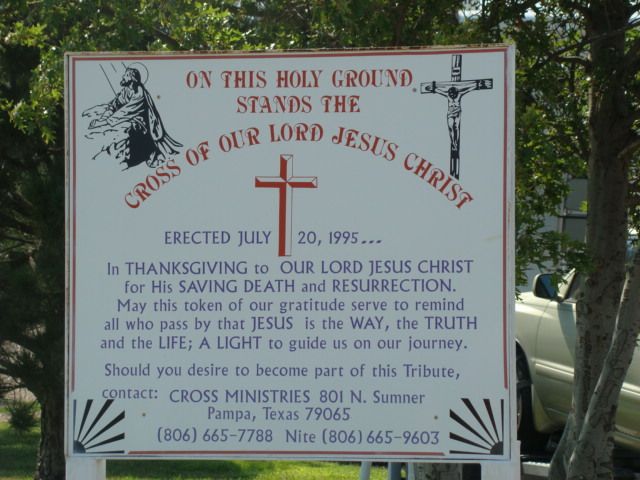 ON THIS HOLY GROUND
STANDS THE
CROSS OF OUR LORD JESUS CHRIST
ERECTED JULY 20, 1995...
In THANKSGIVING to OUR LORD JESUS CHRIST
for His SAVING DEATH and RESURRECTION.
May this token of our gratitude serve to remind
all who pass by that JESUS is the WAY, the TRUTH
and the LIFE; A LIGHT to guide us on our journey.
Should you desire to become part of this Tribute,
contact: CROSS MINISTRIES 801 N. Sumner
Pampa, Texas 79065
(806) 665-7788 Nite (806) 665-9603